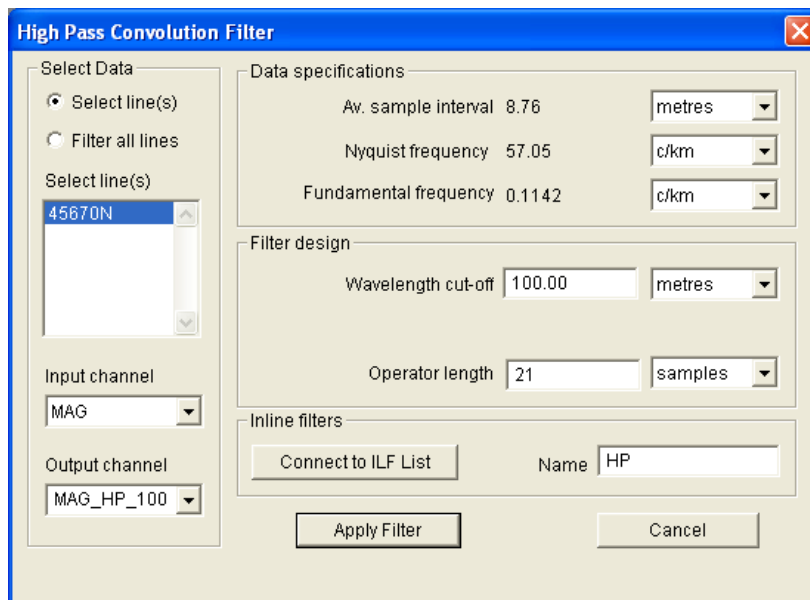 High Pass Convolution Filter
Select Data
Select line(s)
Filter all lines
Select line(s)
45670N
Input channel
MAG
Output channel
MAG_HP_100
Data specifications
Av. sample interval 8.76 metres
Nyquist frequency 57.05 c/km
Fundamental frequency 0.1142 c/km
Filter design
Wavelength cut-off 100.00 metres
Operator length 21 samples
Inline filters
Connect to ILF List Name HP
Apply Filter Cancel